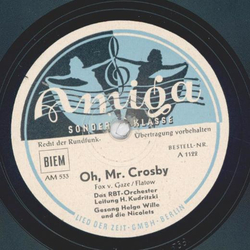 Amiga
SONDER KLASSE
Recht der Rundfunk- Übertragung vorbehalten
BESTELL-NR.
A 1122
BIEM
AM 533
Oh, Mr. Crosby
Fox v. Gaze / Flatow
Das RBT-Orchester
Leitung H. Kudritzki
Gesang Helga Wille
und die Nicolets
LIED DER ZEIT · GMBH · BERLIN